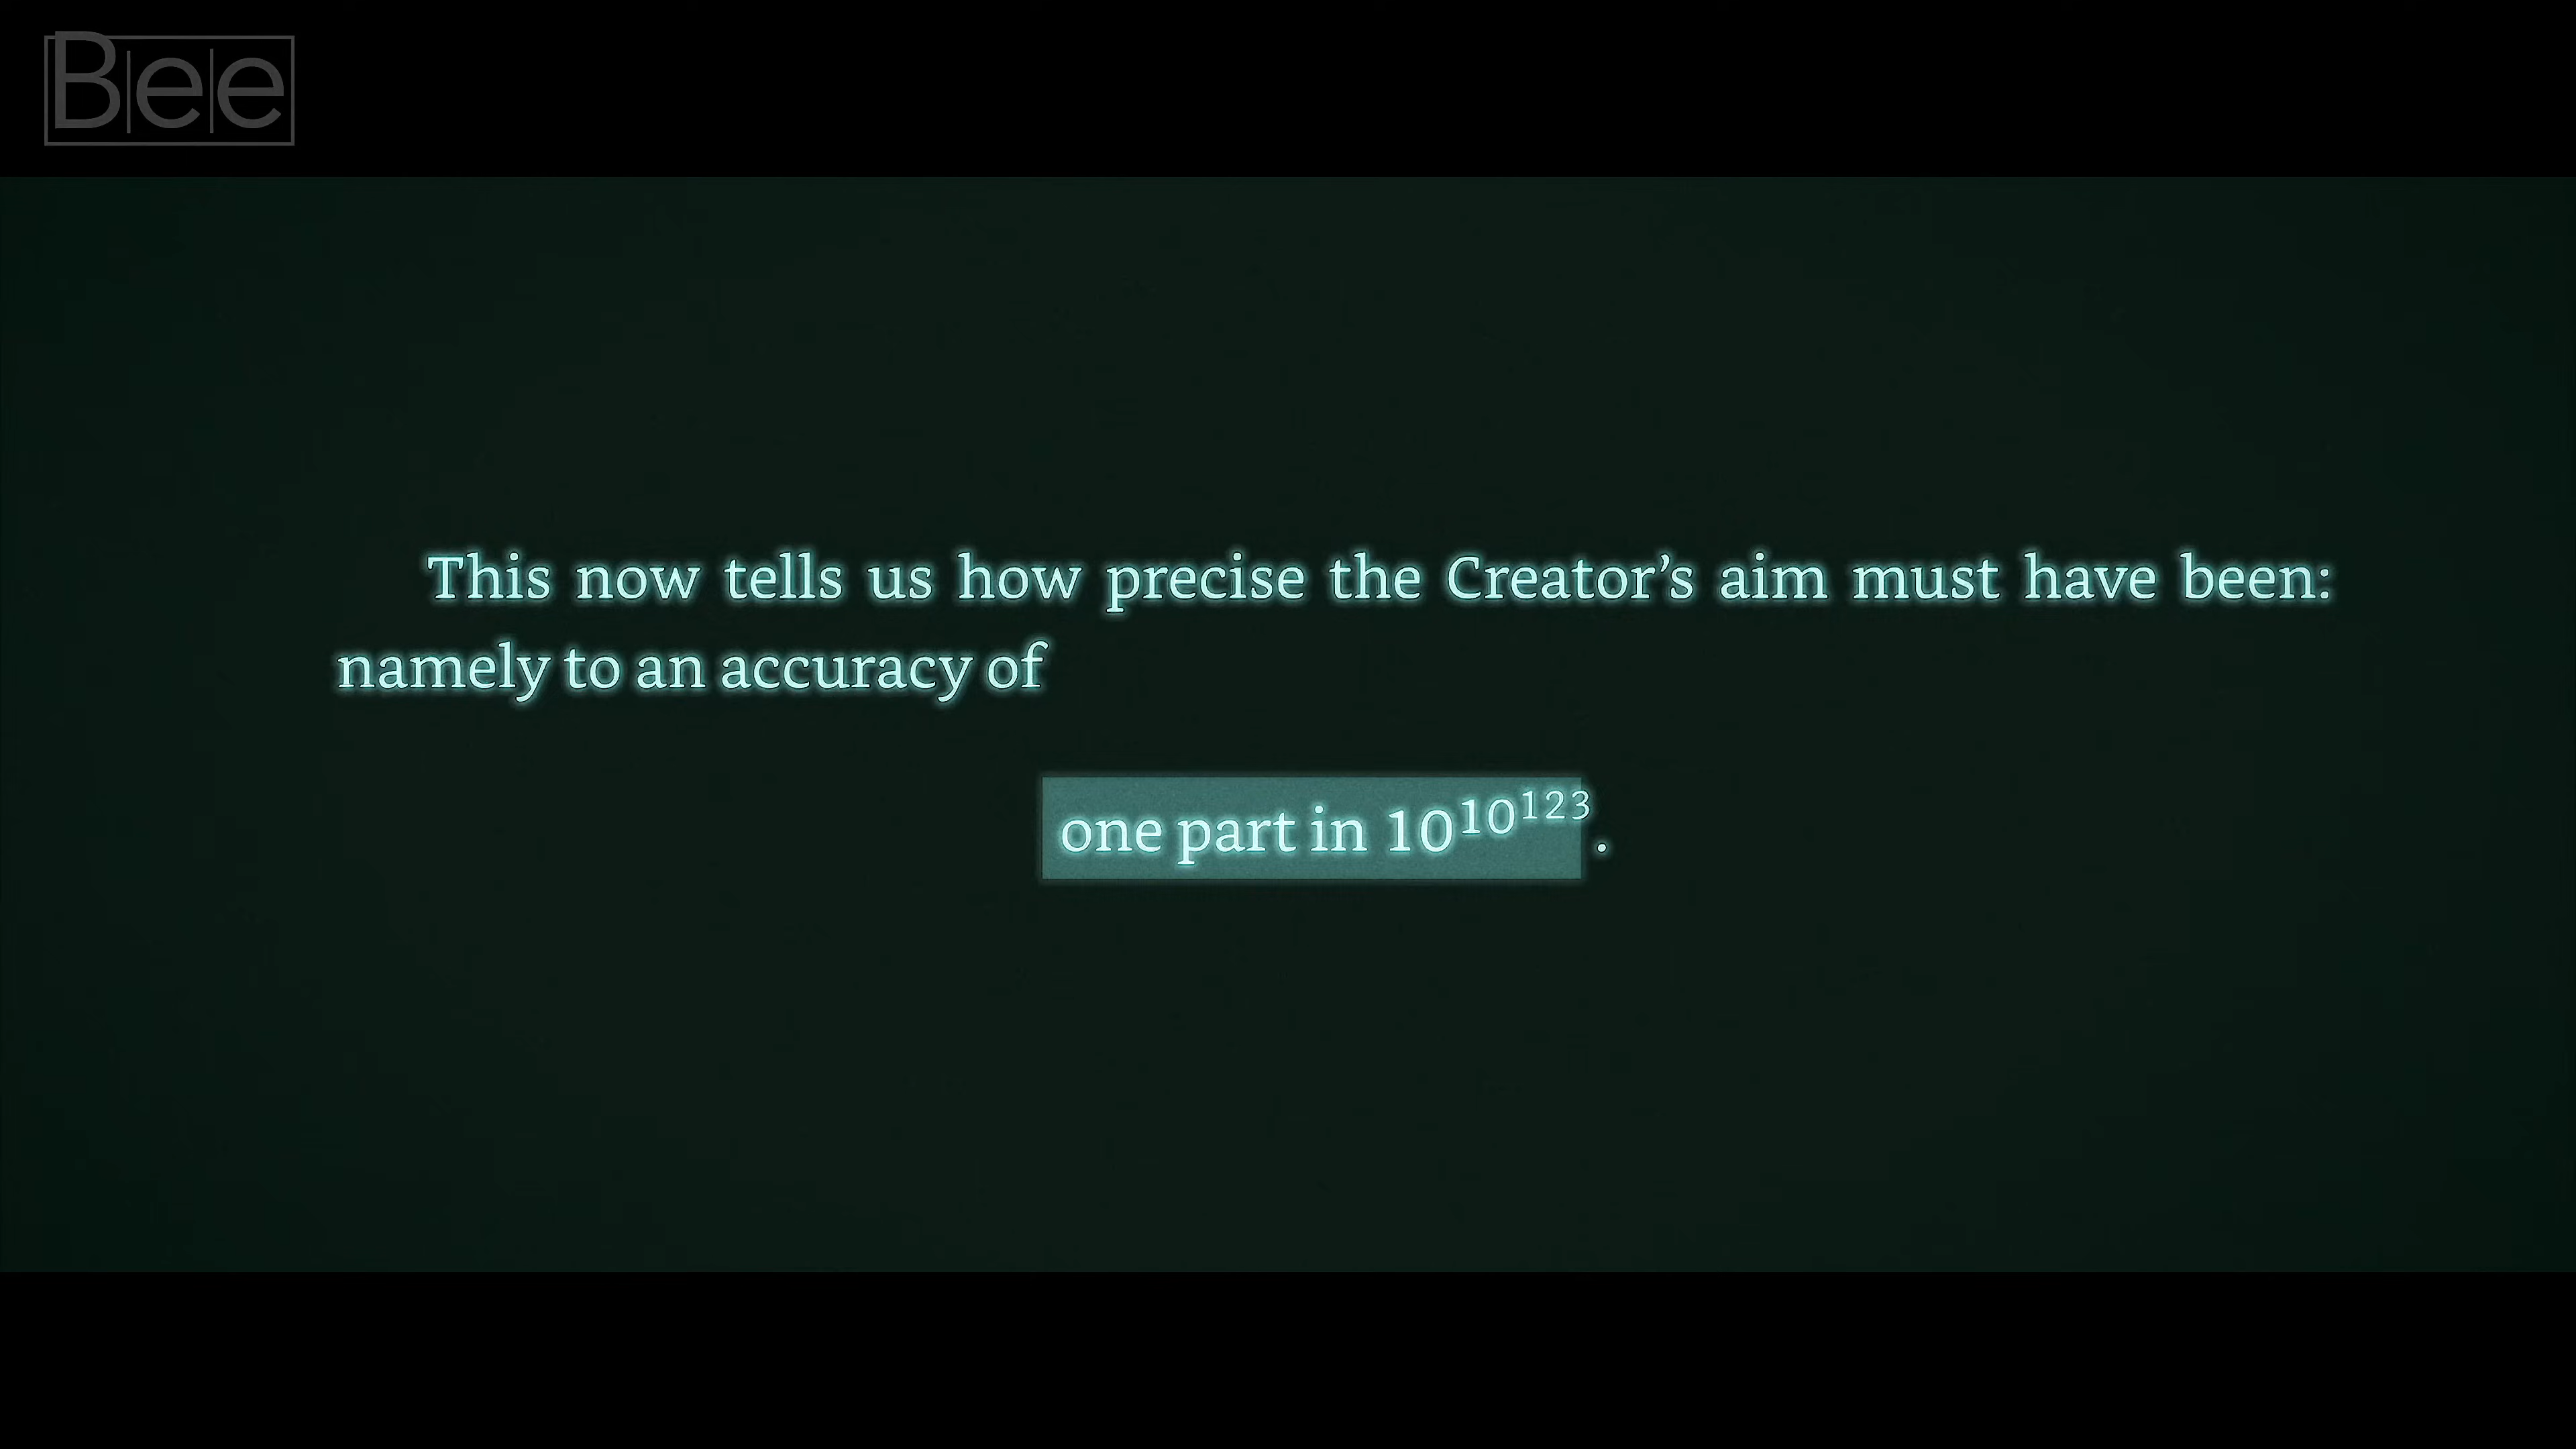 Bee
This now tells us how precise the Creator’s aim must have been:
namely to an accuracy of
one part in 10^10^123.